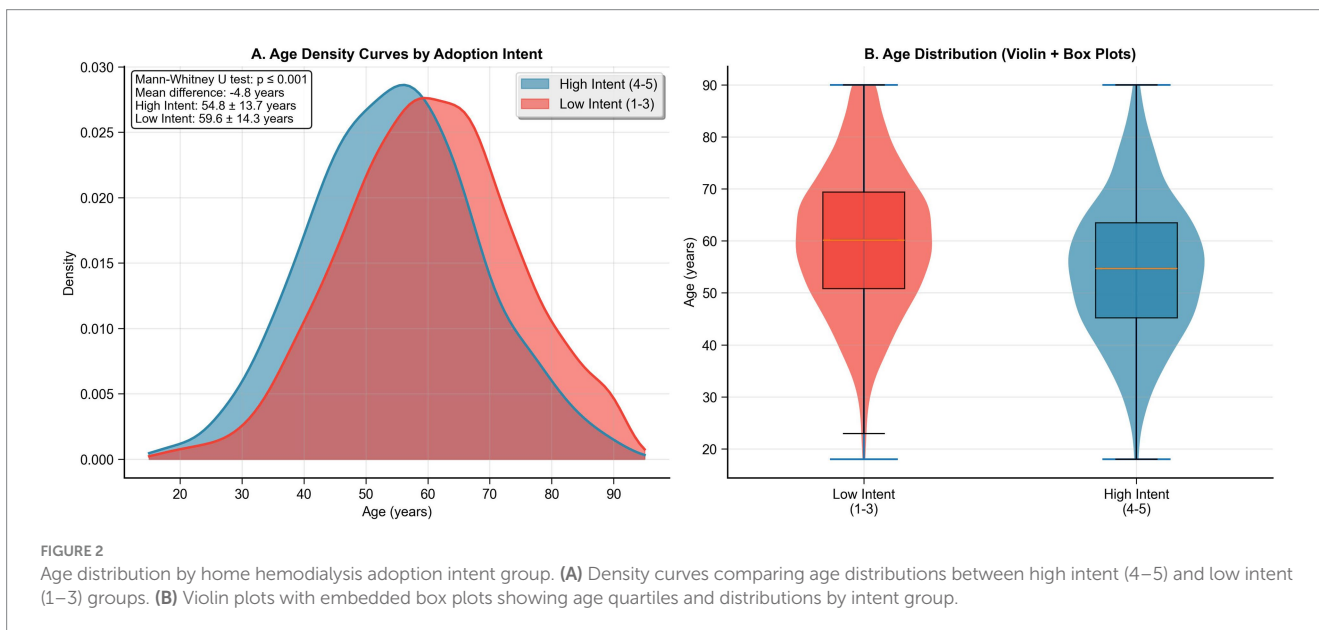 A. Age Density Curves by Adoption Intent
Mann-Whitney U test: p ≤ 0.001
Mean difference: -4.8 years
High Intent: 54.8 ± 13.7 years
Low Intent: 59.6 ± 14.3 years
High Intent (4-5)
Low Intent (1-3)
0.030
0.025
0.020
0.015
0.010
0.005
0.000
Density
20 30 40 50 60 70 80 90
Age (years)
B. Age Distribution (Violin + Box Plots)
90
80
70
60
50
40
30
20
Age (years)
Low Intent
(1-3)
High Intent
(4-5)
FIGURE 2
Age distribution by home hemodialysis adoption intent group. (A) Density curves comparing age distributions between high intent (4–5) and low intent
(1–3) groups. (B) Violin plots with embedded box plots showing age quartiles and distributions by intent group.